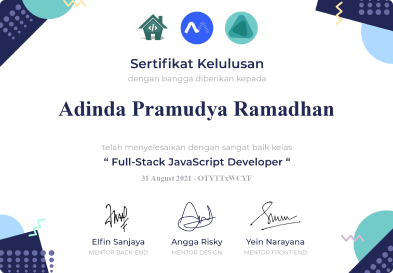 Sertifikat Kelulusan
dengan bangga diberikan kepada
Adinda Pramudya Ramadhan
telah menyelesaikan dengan sangat baik kelas
“ Full-Stack JavaScript Developer “
31 August 2021 - OTYTTxWCYF
Elfin Sanjaya Angga Risky Yein Narayana
MENTOR BACK-END MENTOR DESIGN MENTOR FRONT-END